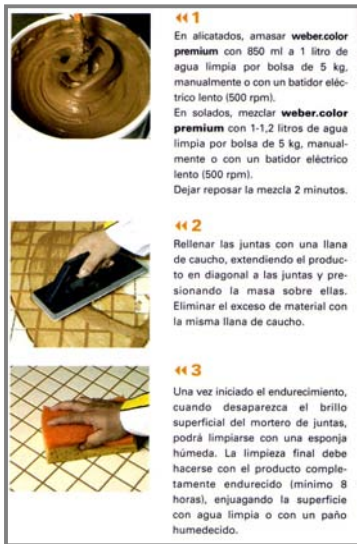 «1
En alicatados, amasar weber.color
premium con 850 ml a 1 litro de
agua limpia por bolsa de 5 kg,
manualmente o con un batidor eléc-
trico lento (500 rpm).
En solados, mezclar weber.color
premium con 1-1,2 litros de agua
limpia por bolsa de 5 kg, manual-
mente o con un batidor eléctrico
lento (500 rpm).
Dejar reposar la mezcla 2 minutos.
«2
Rellenar las juntas con una llana
de caucho, extendiendo el produc-
to en diagonal a las juntas y pre-
sionando la masa sobre ellas.
Eliminar el exceso de material con
la misma llana de caucho.
«3
Una vez iniciado el endurecimiento,
cuando desaparezca el brillo
superficial del mortero de juntas,
podrá limpiarse con una esponja
húmeda. La limpieza final debe
hacerse con el producto comple-
tamente endurecido (mínimo 8
horas), enjuagando la superficie
con agua limpia o con un paño
humedecido.